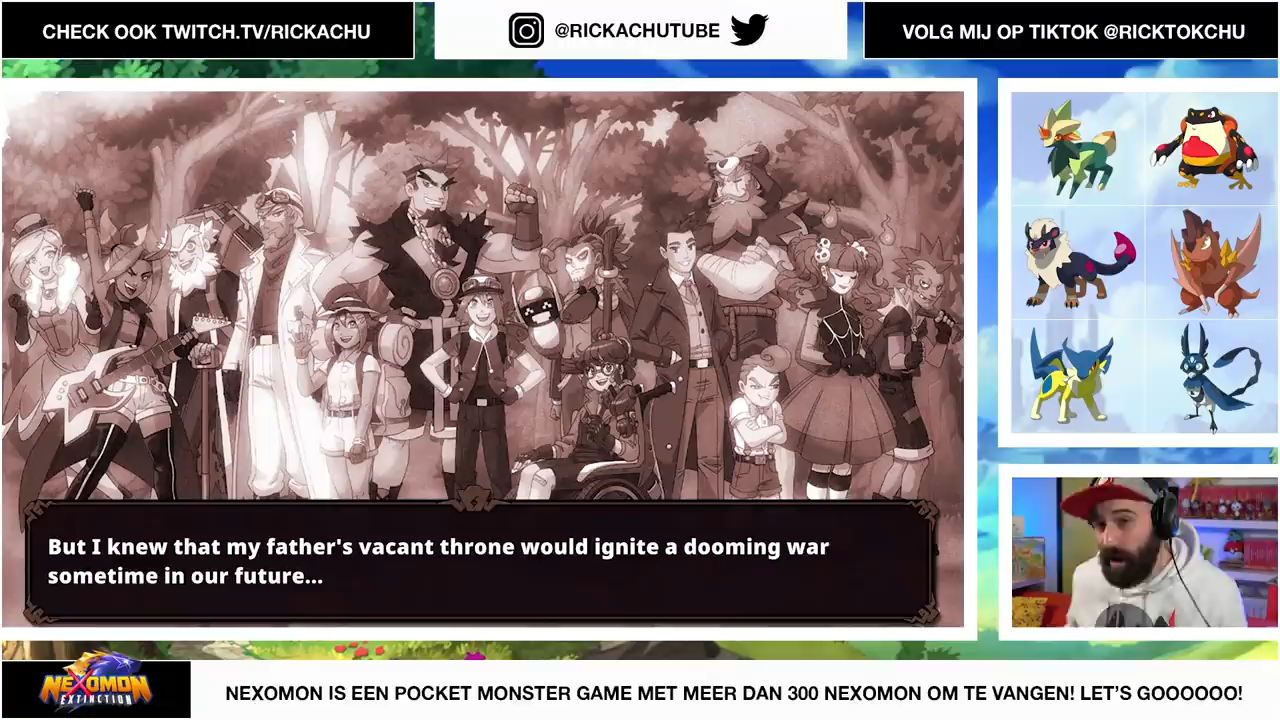 CHECK OOK TWITCH.TV/RICKACHU
@RICKACHUTUBE
VOLG MIJ OP TIKTOK @RICKTOKCHU
But I knew that my father's vacant throne would ignite a dooming war
sometime in our future...
NEXOMON
EXTINCTION
NEXOMON IS EEN POCKET MONSTER GAME MET MEER DAN 300 NEXOMON OM TE VANGEN! LET'S GOOOOOO!